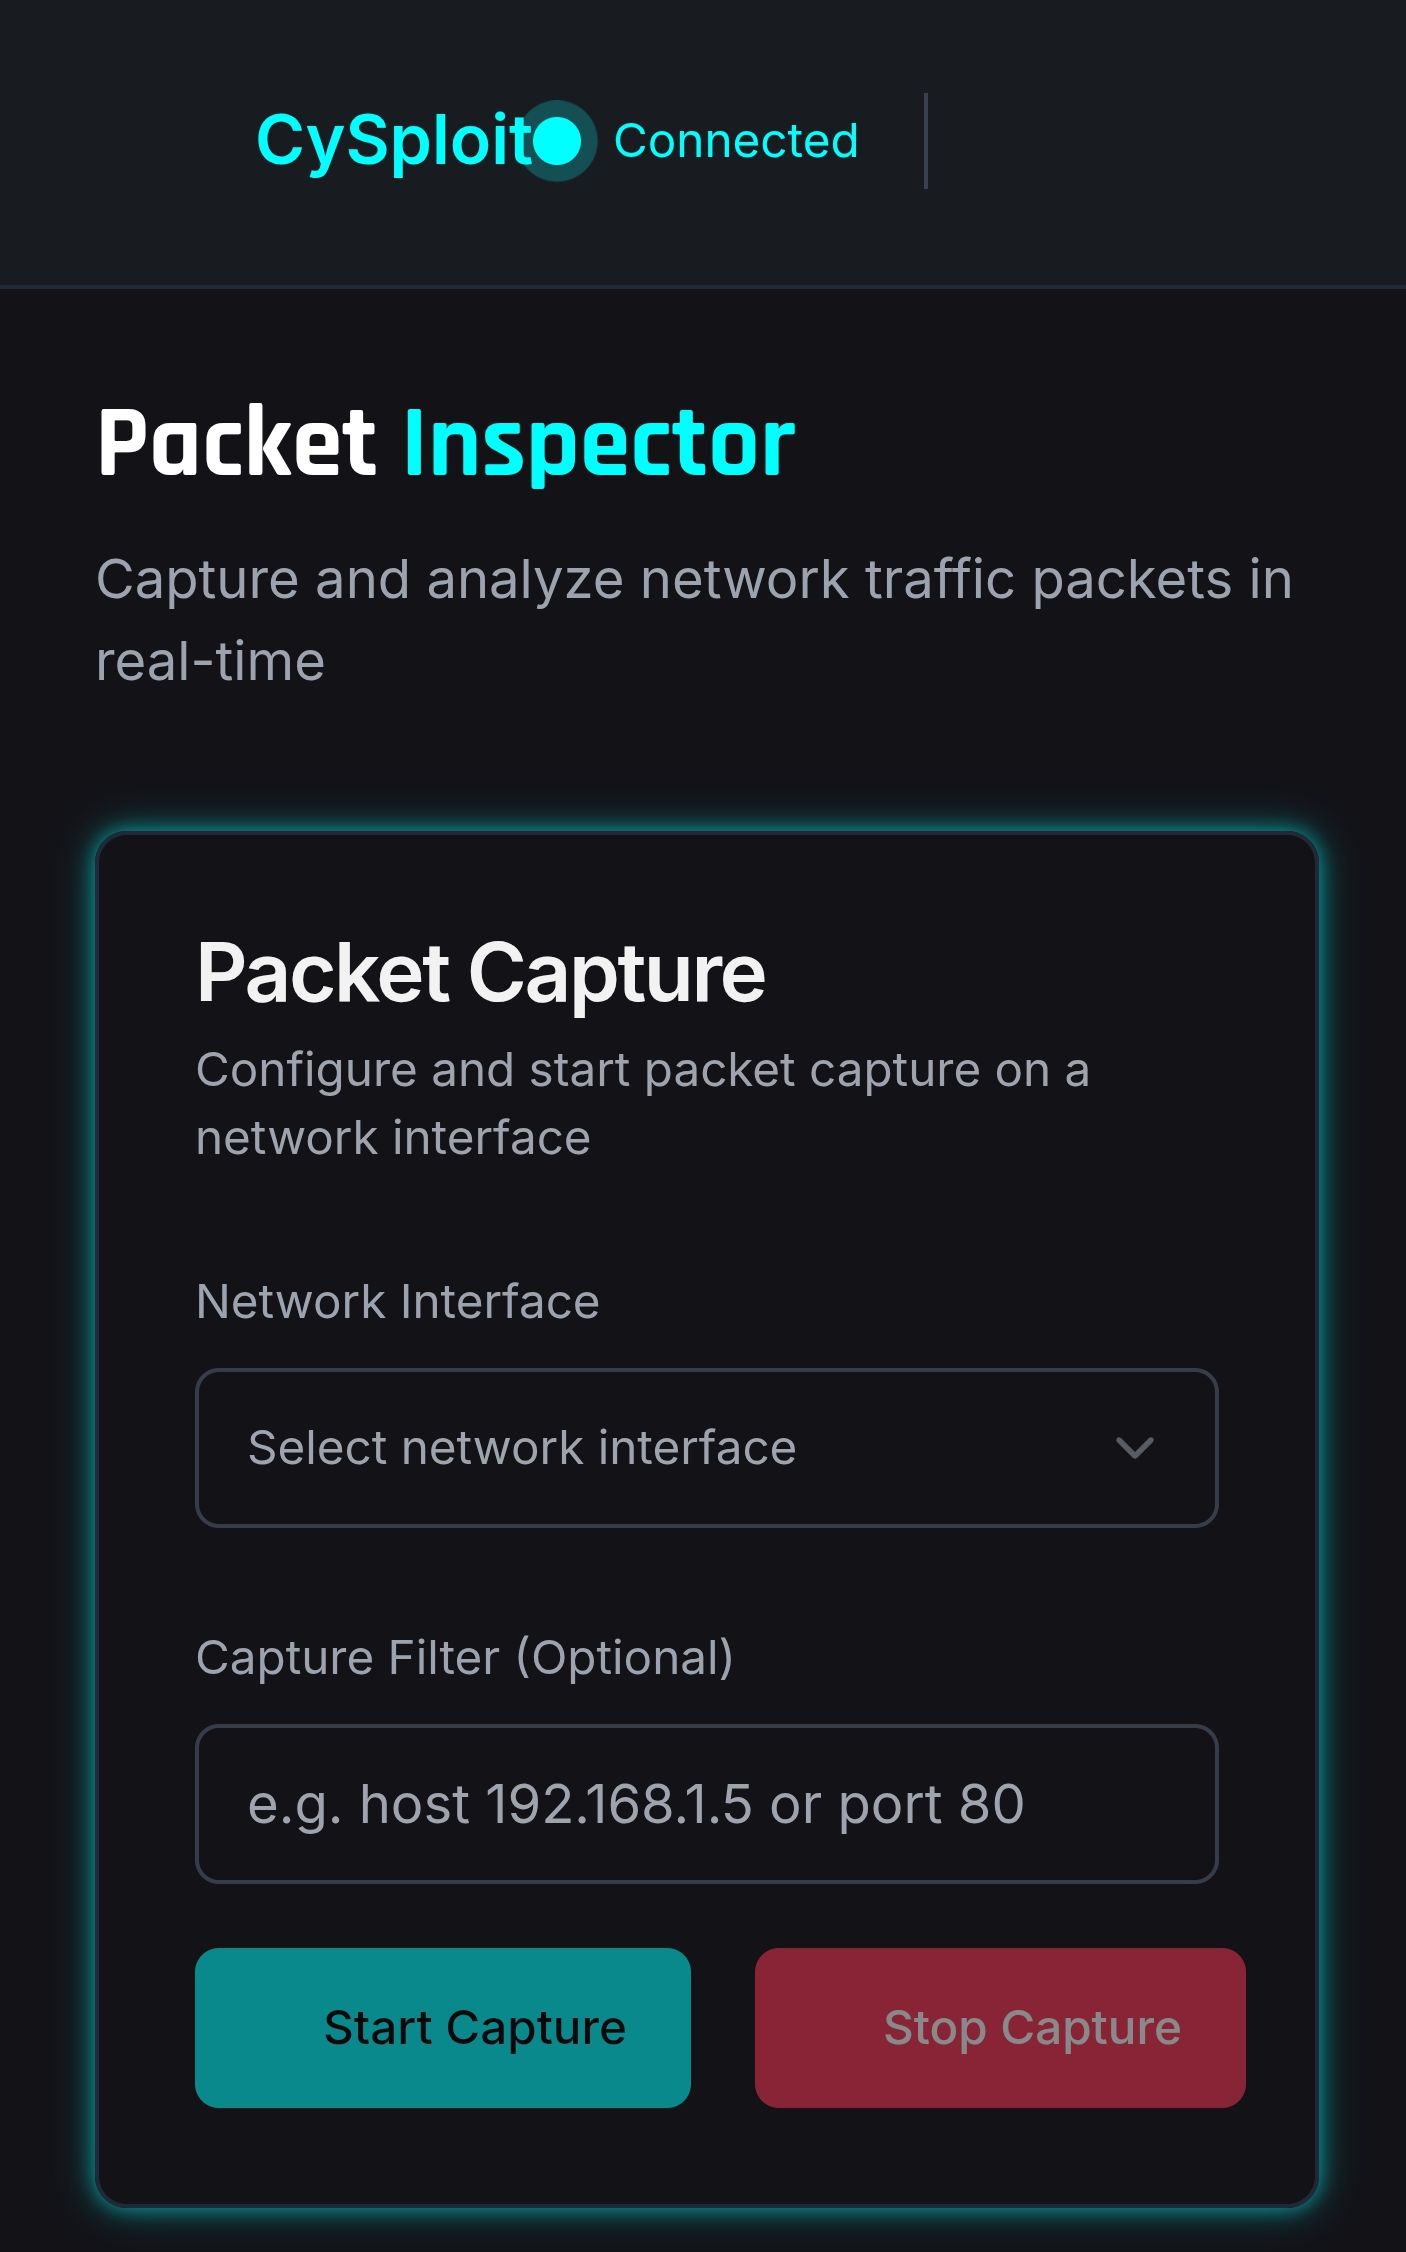 CySploit Connected
Packet Inspector
Capture and analyze network traffic packets in
real-time
Packet Capture
Configure and start packet capture on a
network interface
Network Interface
Select network interface
Capture Filter (Optional)
e.g. host 192.168.1.5 or port 80
Start Capture Stop Capture